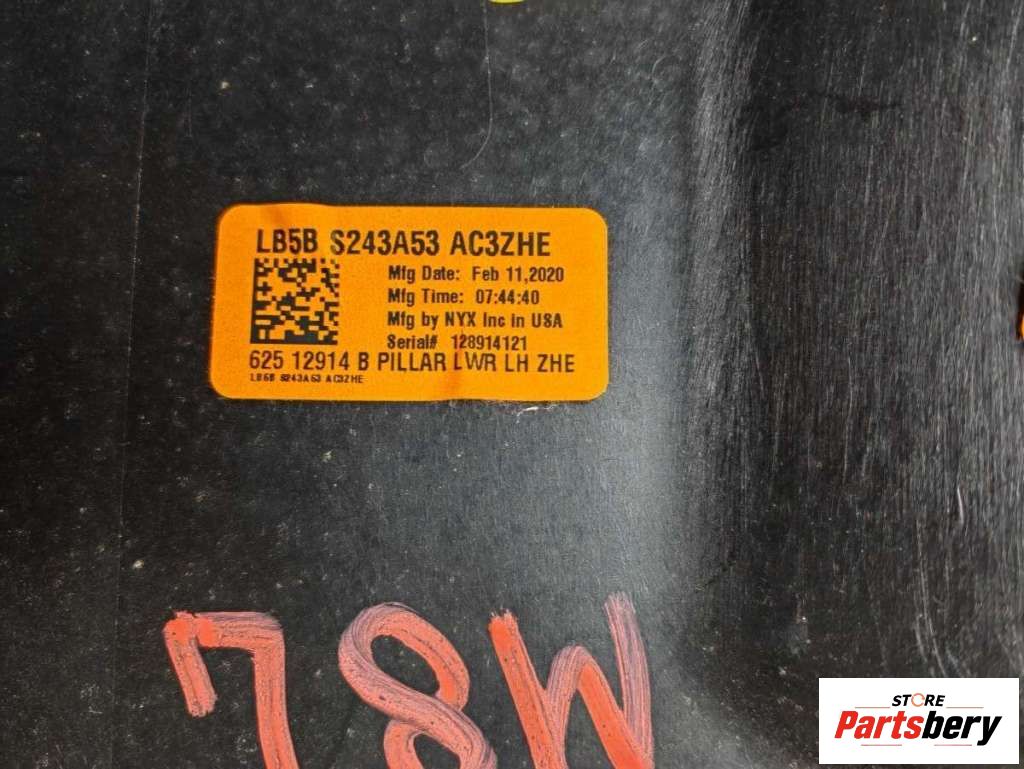 LB5B S243A53 AC3ZHE
Mfg Date: Feb 11,2020
Mfg Time: 07:44:40
Mfg by NYX Inc in USA
Serial# 128914121
625 12914 B PILLAR LWR LH ZHE
LB5B S243A53 AC3ZHE
78W
STORE
Partsbery